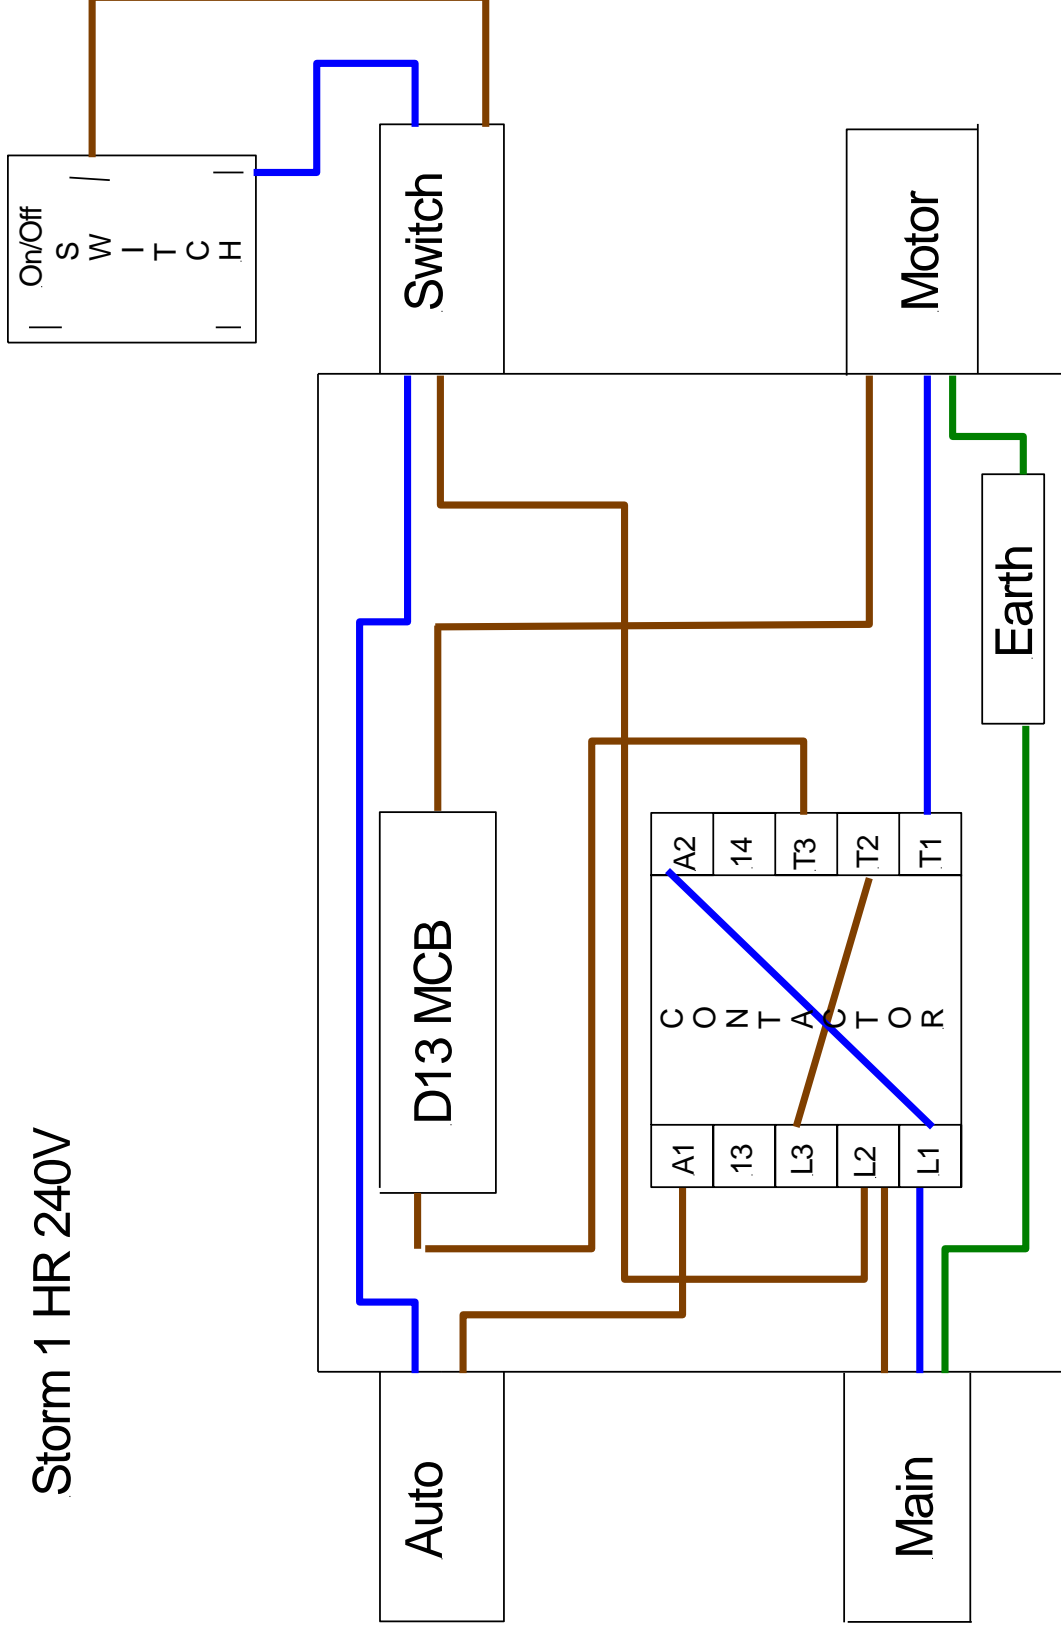 Storm 1 HR 240V
On/Off
SWITCH
Switch
Motor
Earth
D13 MCB
A2
14
T3
T2
T1
CONTACTOR
A1
13
L3
L2
L1
Auto
Main